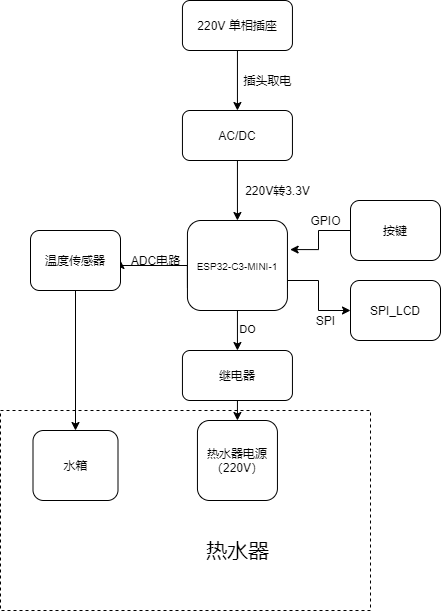 220V 单相插座
插头取电
AC/DC
220V转3.3V
GPIO
按键
温度传感器
ADC电路
ESP32-C3-MINI-1
SPI_LCD
SPI
DO
继电器
水箱
热水器电源
（220V）
热水器